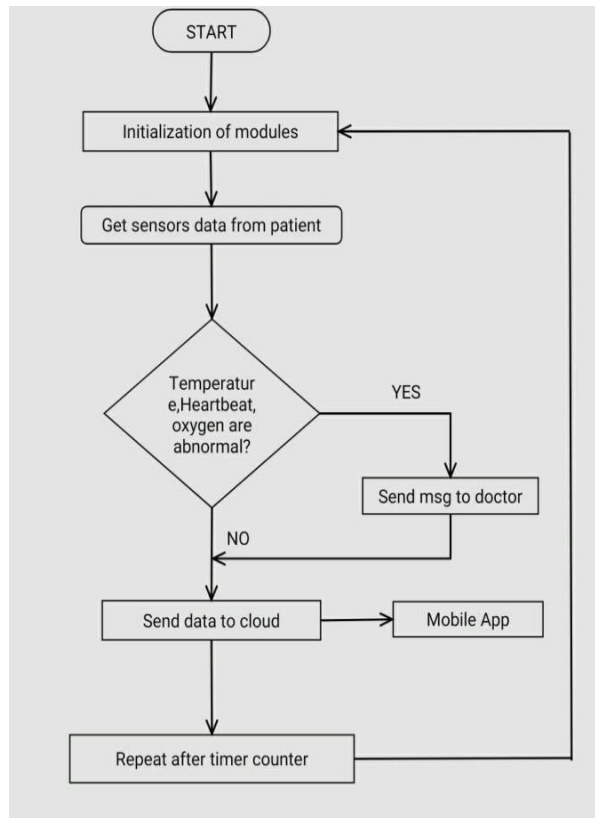 START
Initialization of modules
Get sensors data from patient
Temperatur
e,Heartbeat,
oxygen are
abnormal?
YES
Send msg to doctor
NO
Send data to cloud
Mobile App
Repeat after timer counter